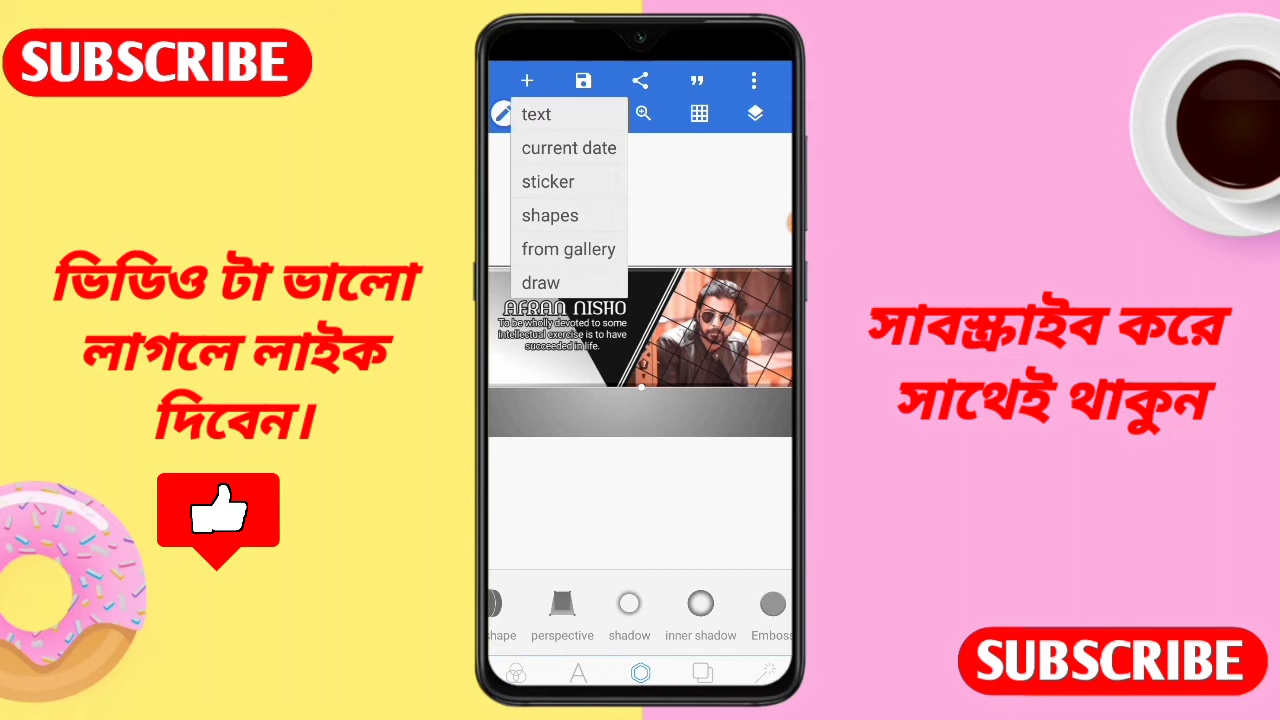 SUBSCRIBE
text
current date
sticker
shapes
from gallery
draw
ভিডিও টা ভালো
লাগলে লাইক
দিবেন।
AFRAN NISHO
To be wholly devoted to some
intellectual exercise is to have
succeeded in life.
সাবস্ক্রাইব করে
সাথেই থাকুন
shape
perspective
shadow
inner shadow
Emboss
SUBSCRIBE